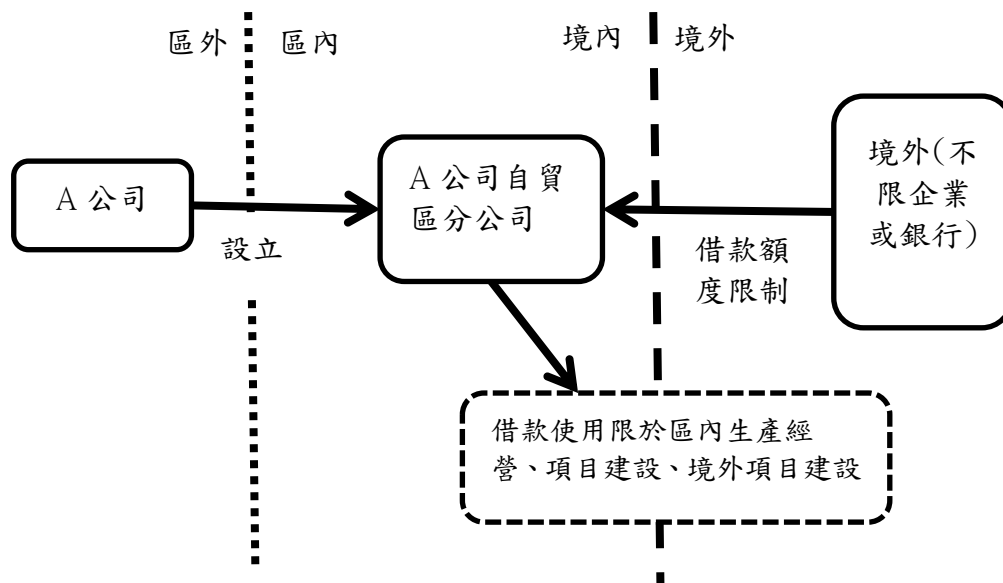 區外
區內
境內
境外
A 公司
A 公司自貿
區分公司
境外(不
限企業
或銀行)
設立
借款額
度限制
借款使用限於區內生產經
營、項目建設、境外項目建設